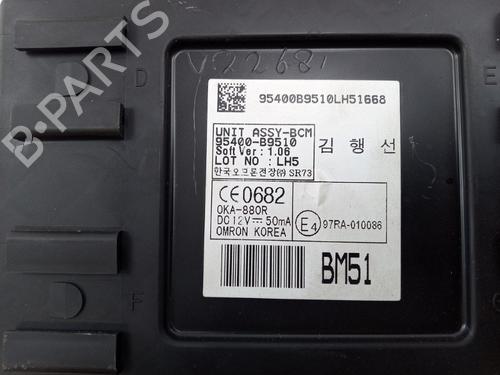 V22681
D
F
95400B9510LH51668
UNIT ASSY-BCM
95400-B9510
Soft Ver : 1.06
LOT NO : LH5
한국오므론전장㈜ SR73
김행선
CE0682
OKA-880R
DC12V⎓50mA
OMRON KOREA
E4 97RA-010086
BM51
B-PARTS